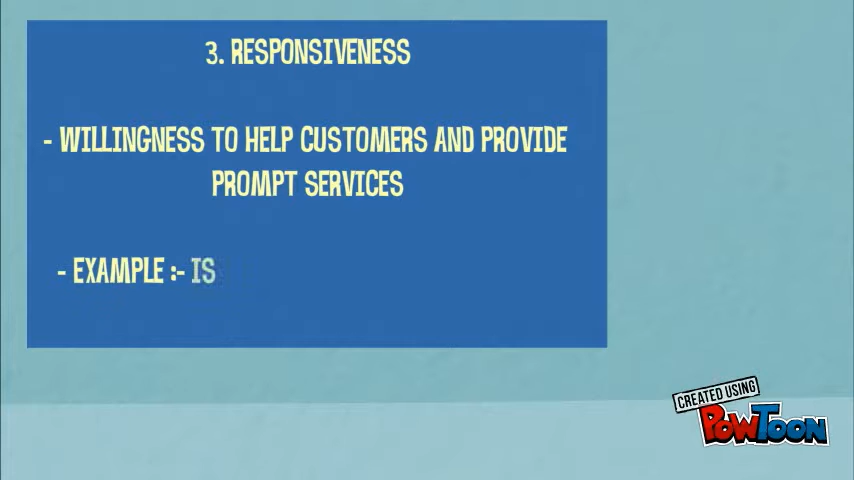 3. RESPONSIVENESS
- WILLINGNESS TO HELP CUSTOMERS AND PROVIDE
PROMPT SERVICES
- EXAMPLE :- IS
CREATED USING
POWTOON